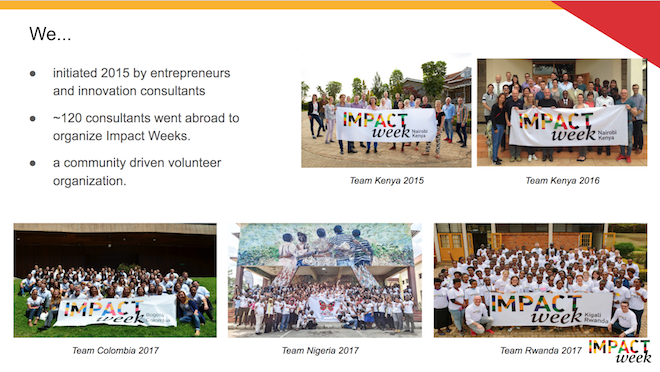 We...
● initiated 2015 by entrepreneurs
and innovation consultants
● ~120 consultants went abroad to
organize Impact Weeks.
● a community driven volunteer
organization.
IMPACT
week Nairobi
Kenya
Team Kenya 2015
IMPACT
week Nairobi
Kenya
Team Kenya 2016
IMPACT
week Bogotá
Team Colombia 2017
Team Nigeria 2017
IMPACT
week Kigali
Rwanda
Team Rwanda 2017
IMPACT
week